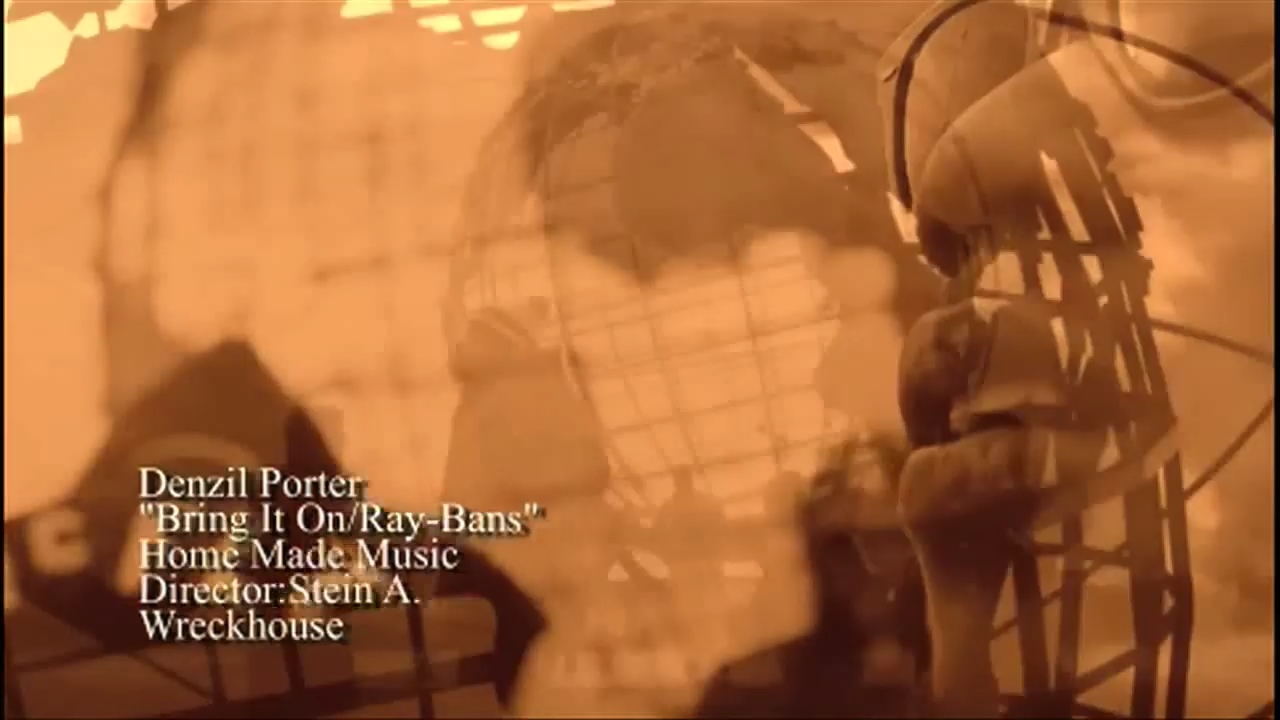 Denzil Porter
"Bring It On/Ray-Bans"
Home Made Music
Director:Stein A.
Wreckhouse